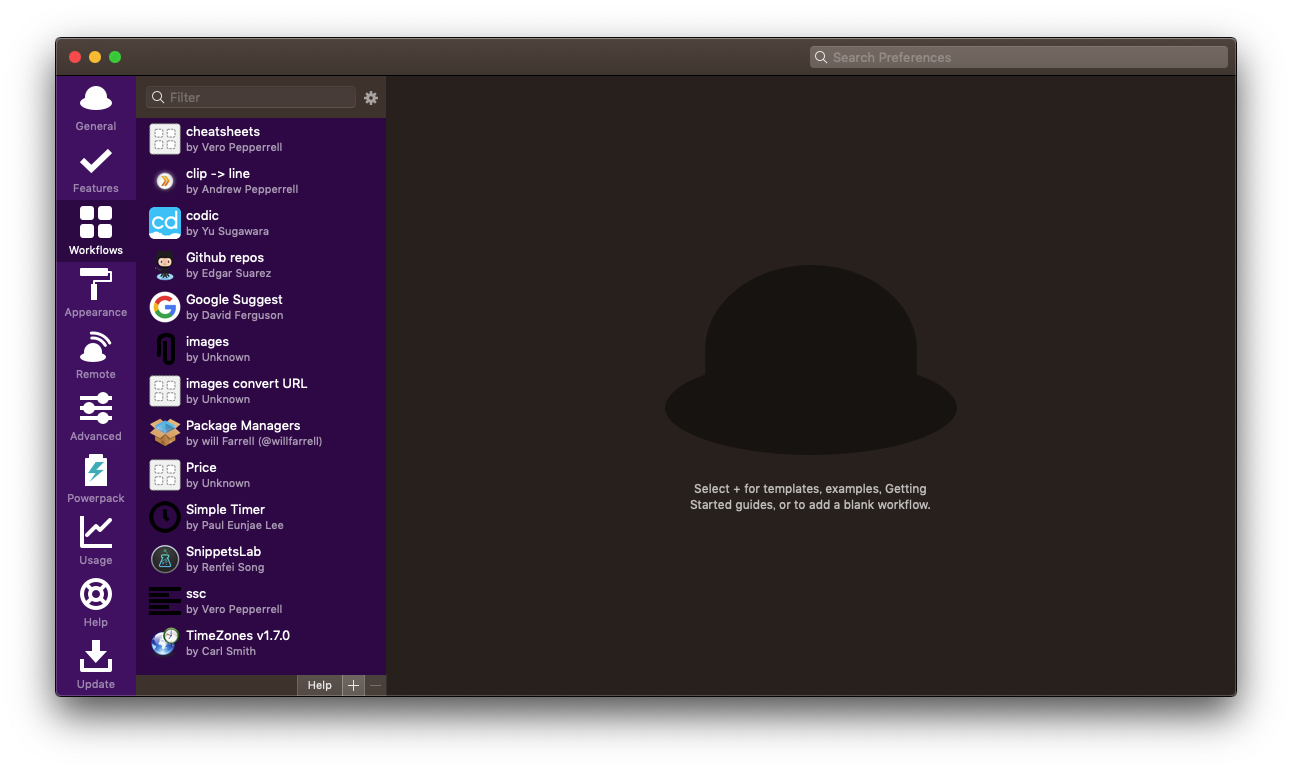 Search Preferences
General
Features
Workflows
Appearance
Remote
Advanced
Powerpack
Usage
Help
Update
Filter
cheatsheets
by Vero Pepperrell
clip -> line
by Andrew Pepperrell
cd
codic
by Yu Sugawara
Github repos
by Edgar Suarez
G
Google Suggest
by David Ferguson
images
by Unknown
images convert URL
by Unknown
Package Managers
by will Farrell (@willfarrell)
Price
by Unknown
Simple Timer
by Paul Eunjae Lee
SnippetsLab
by Renfei Song
ssc
by Vero Pepperrell
TimeZones v1.7.0
by Carl Smith
Help + −
Select + for templates, examples, Getting
Started guides, or to add a blank workflow.